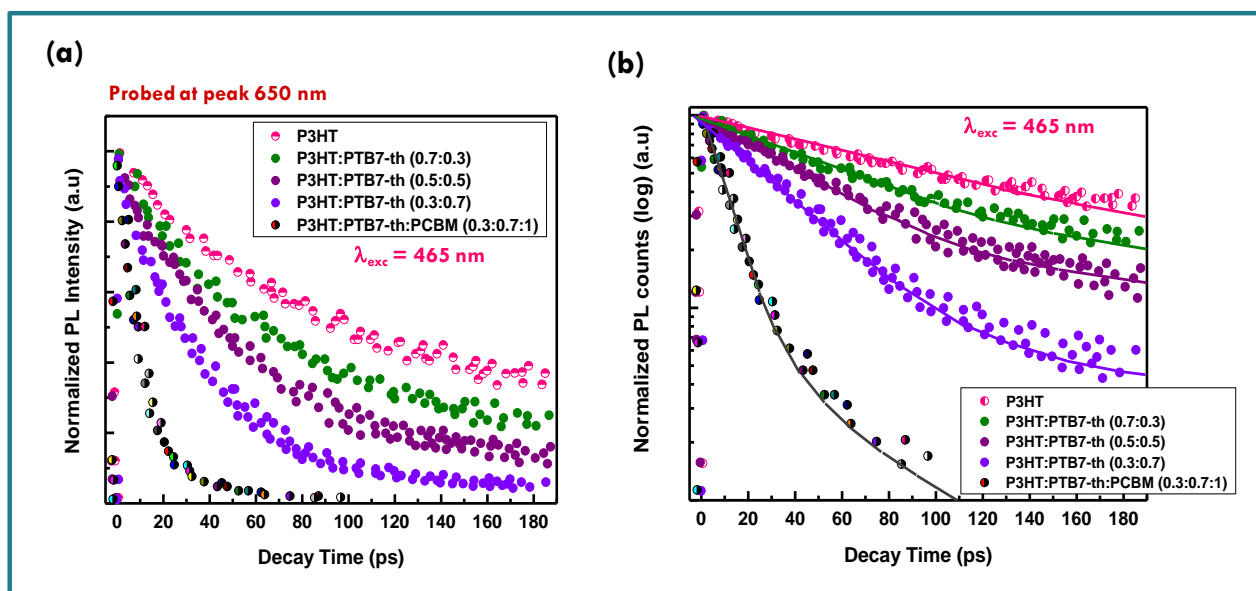 (a)
Probed at peak 650 nm
P3HT
P3HT:PTB7-th (0.7:0.3)
P3HT:PTB7-th (0.5:0.5)
P3HT:PTB7-th (0.3:0.7)
P3HT:PTB7-th:PCBM (0.3:0.7:1)
λexc = 465 nm
Normalized PL Intensity (a.u)
0 20 40 60 80 100 120 140 160 180
Decay Time (ps)
(b)
λexc = 465 nm
Normalized PL counts (log) (a.u)
P3HT
P3HT:PTB7-th (0.7:0.3)
P3HT:PTB7-th (0.5:0.5)
P3HT:PTB7-th (0.3:0.7)
P3HT:PTB7-th:PCBM (0.3:0.7:1)
0 20 40 60 80 100 120 140 160 180
Decay Time (ps)